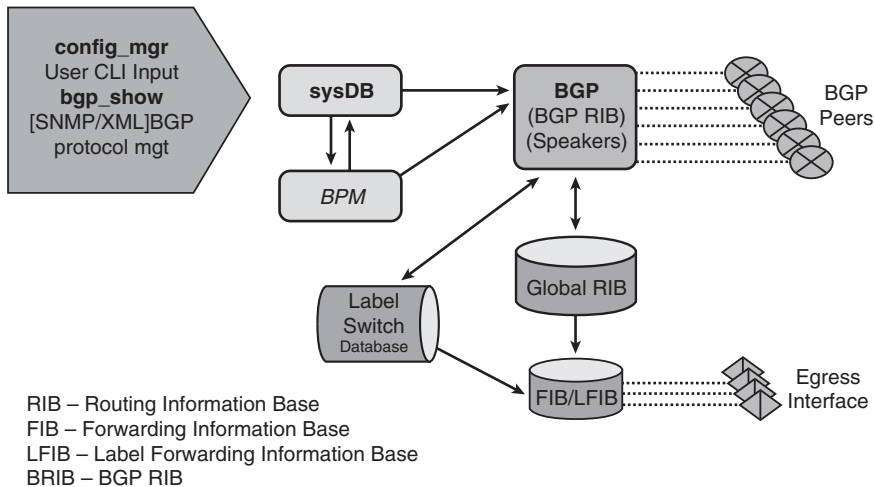 config_mgr
User CLI Input
bgp_show
[SNMP/XML]BGP
protocol mgt
sysDB
BPM
BGP
(BGP RIB)
(Speakers)
BGP
Peers
Global RIB
Label
Switch
Database
FIB/LFIB
Egress
Interface
RIB – Routing Information Base
FIB – Forwarding Information Base
LFIB – Label Forwarding Information Base
BRIB – BGP RIB